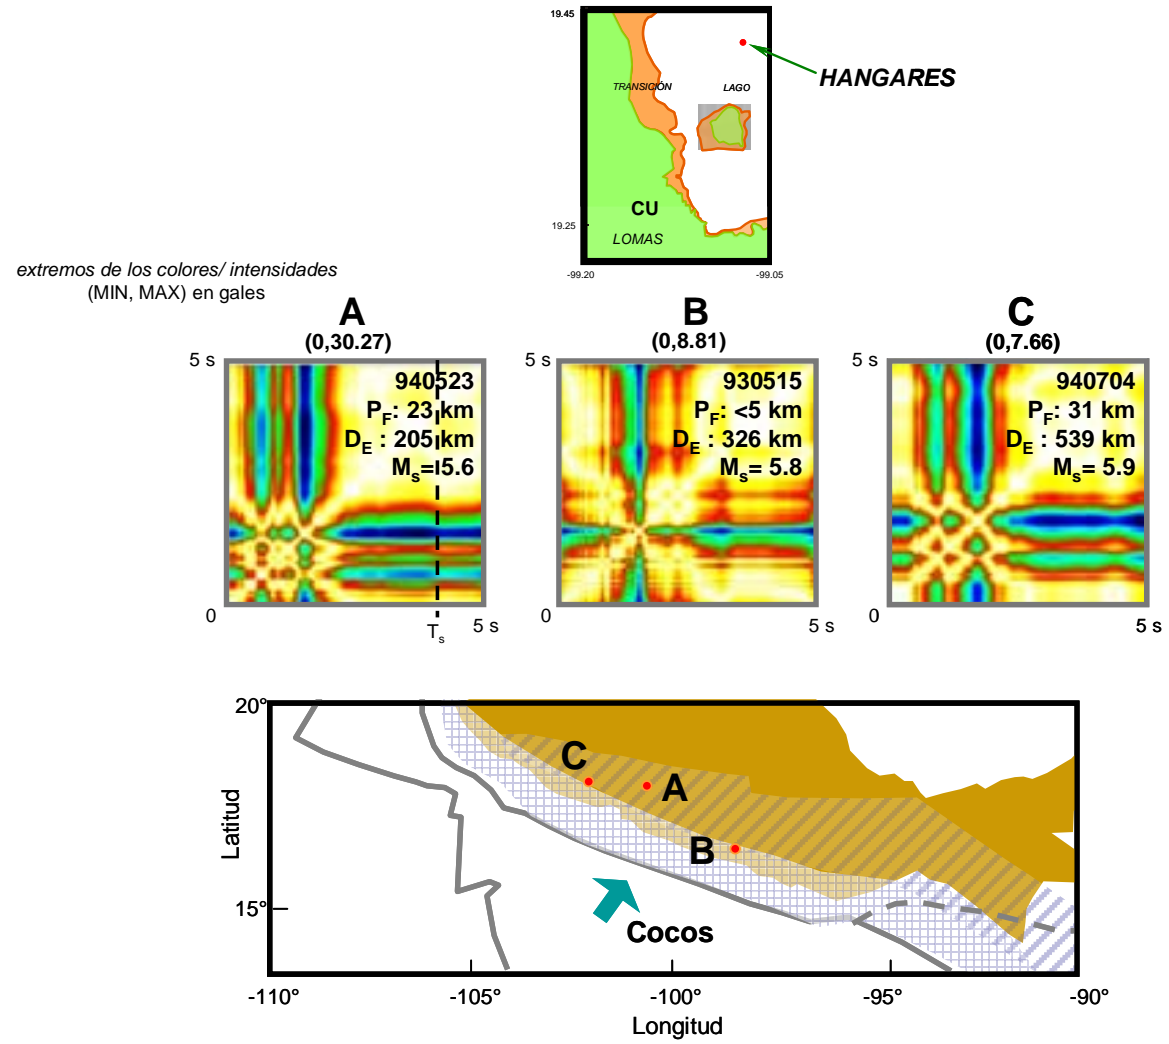 19.45
HANGARES
TRANSICIÓN
LAGO
CU
19.25
LOMAS
-99.20
-99.05
extremos de los colores/ intensidades
(MIN, MAX) en gales
A
(0,30.27)
5 s
940523
PF: 23 km
DE : 205 km
Ms= 5.6
0
Ts
5 s
B
(0,8.81)
5 s
930515
PF: <5 km
DE : 326 km
Ms= 5.8
0
5 s
C
(0,7.66)
5 s
940704
PF: 31 km
DE : 539 km
Ms= 5.9
0
5 s
20°
C
A
B
Latitud
15°
Cocos
-110°
-105°
-100°
-95°
-90°
Longitud